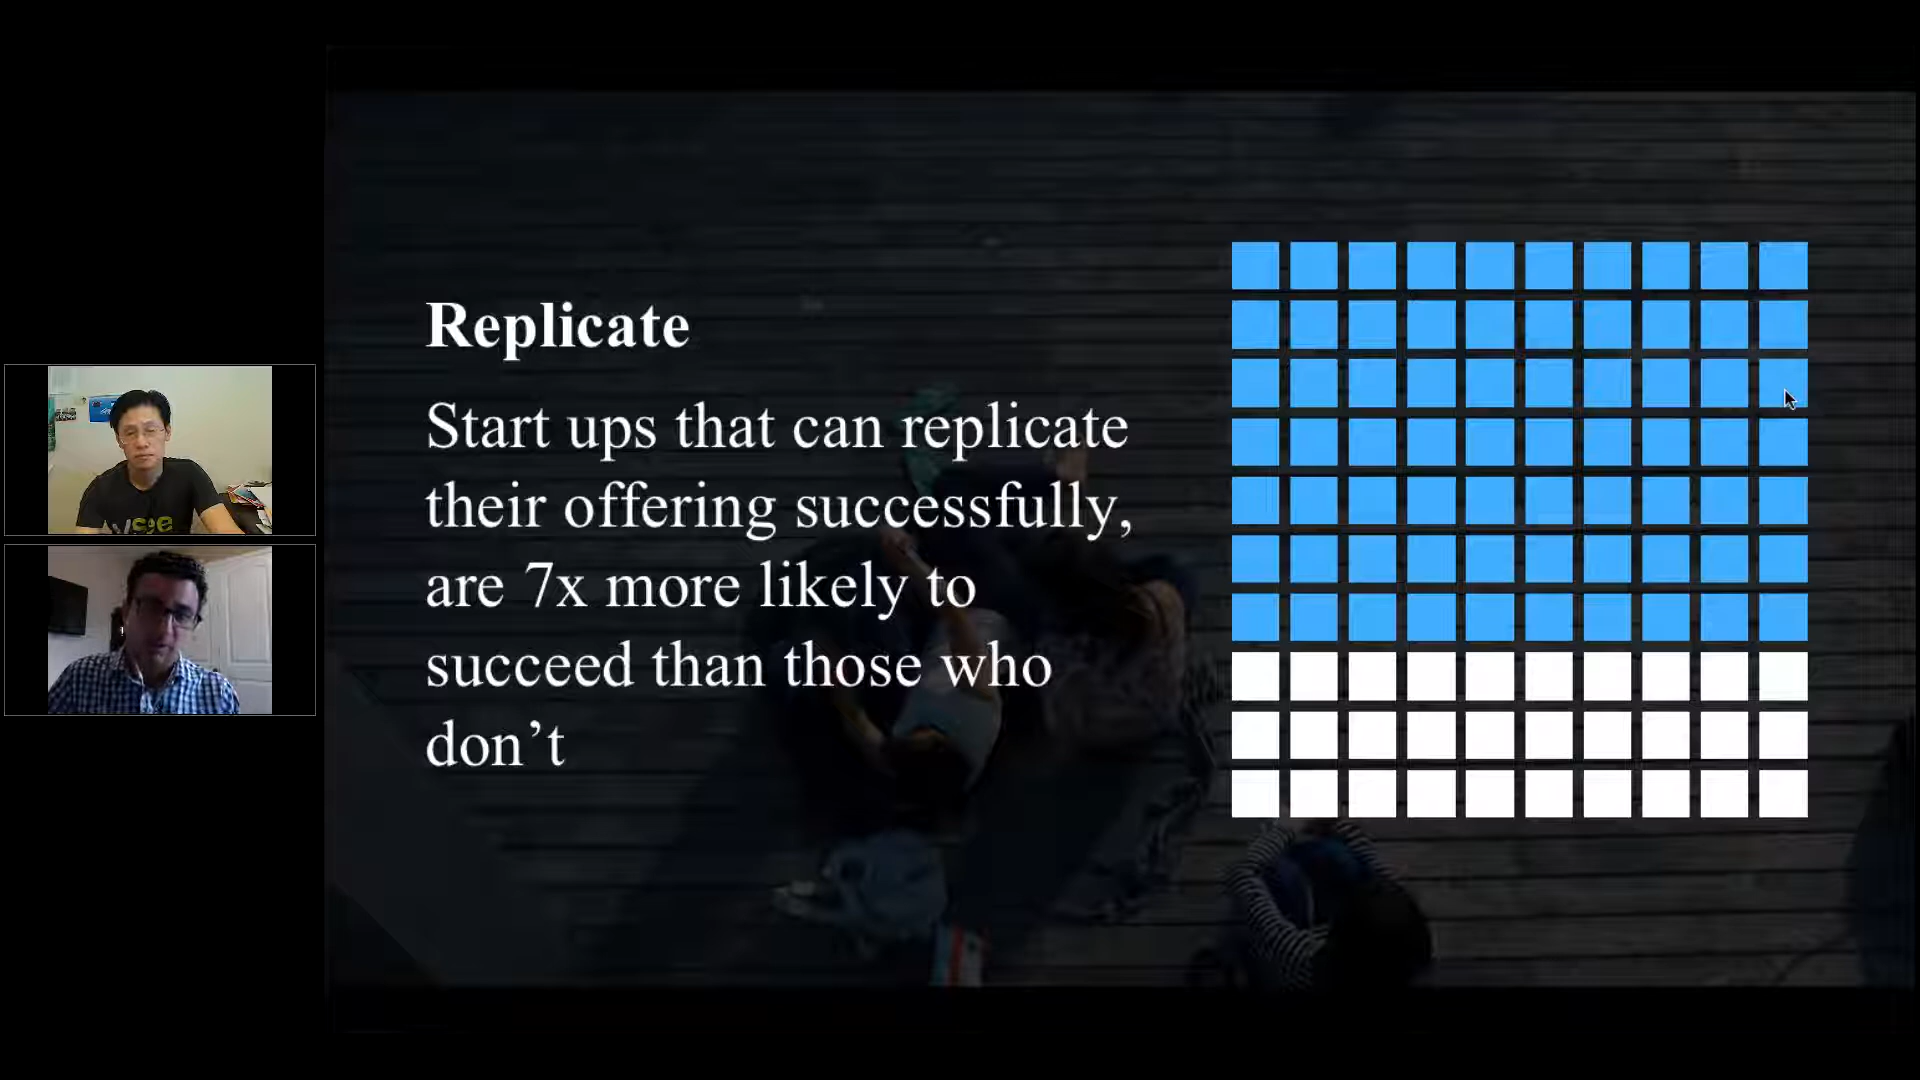 Replicate
Start ups that can replicate
their offering successfully,
are 7x more likely to
succeed than those who
don’t
vsee